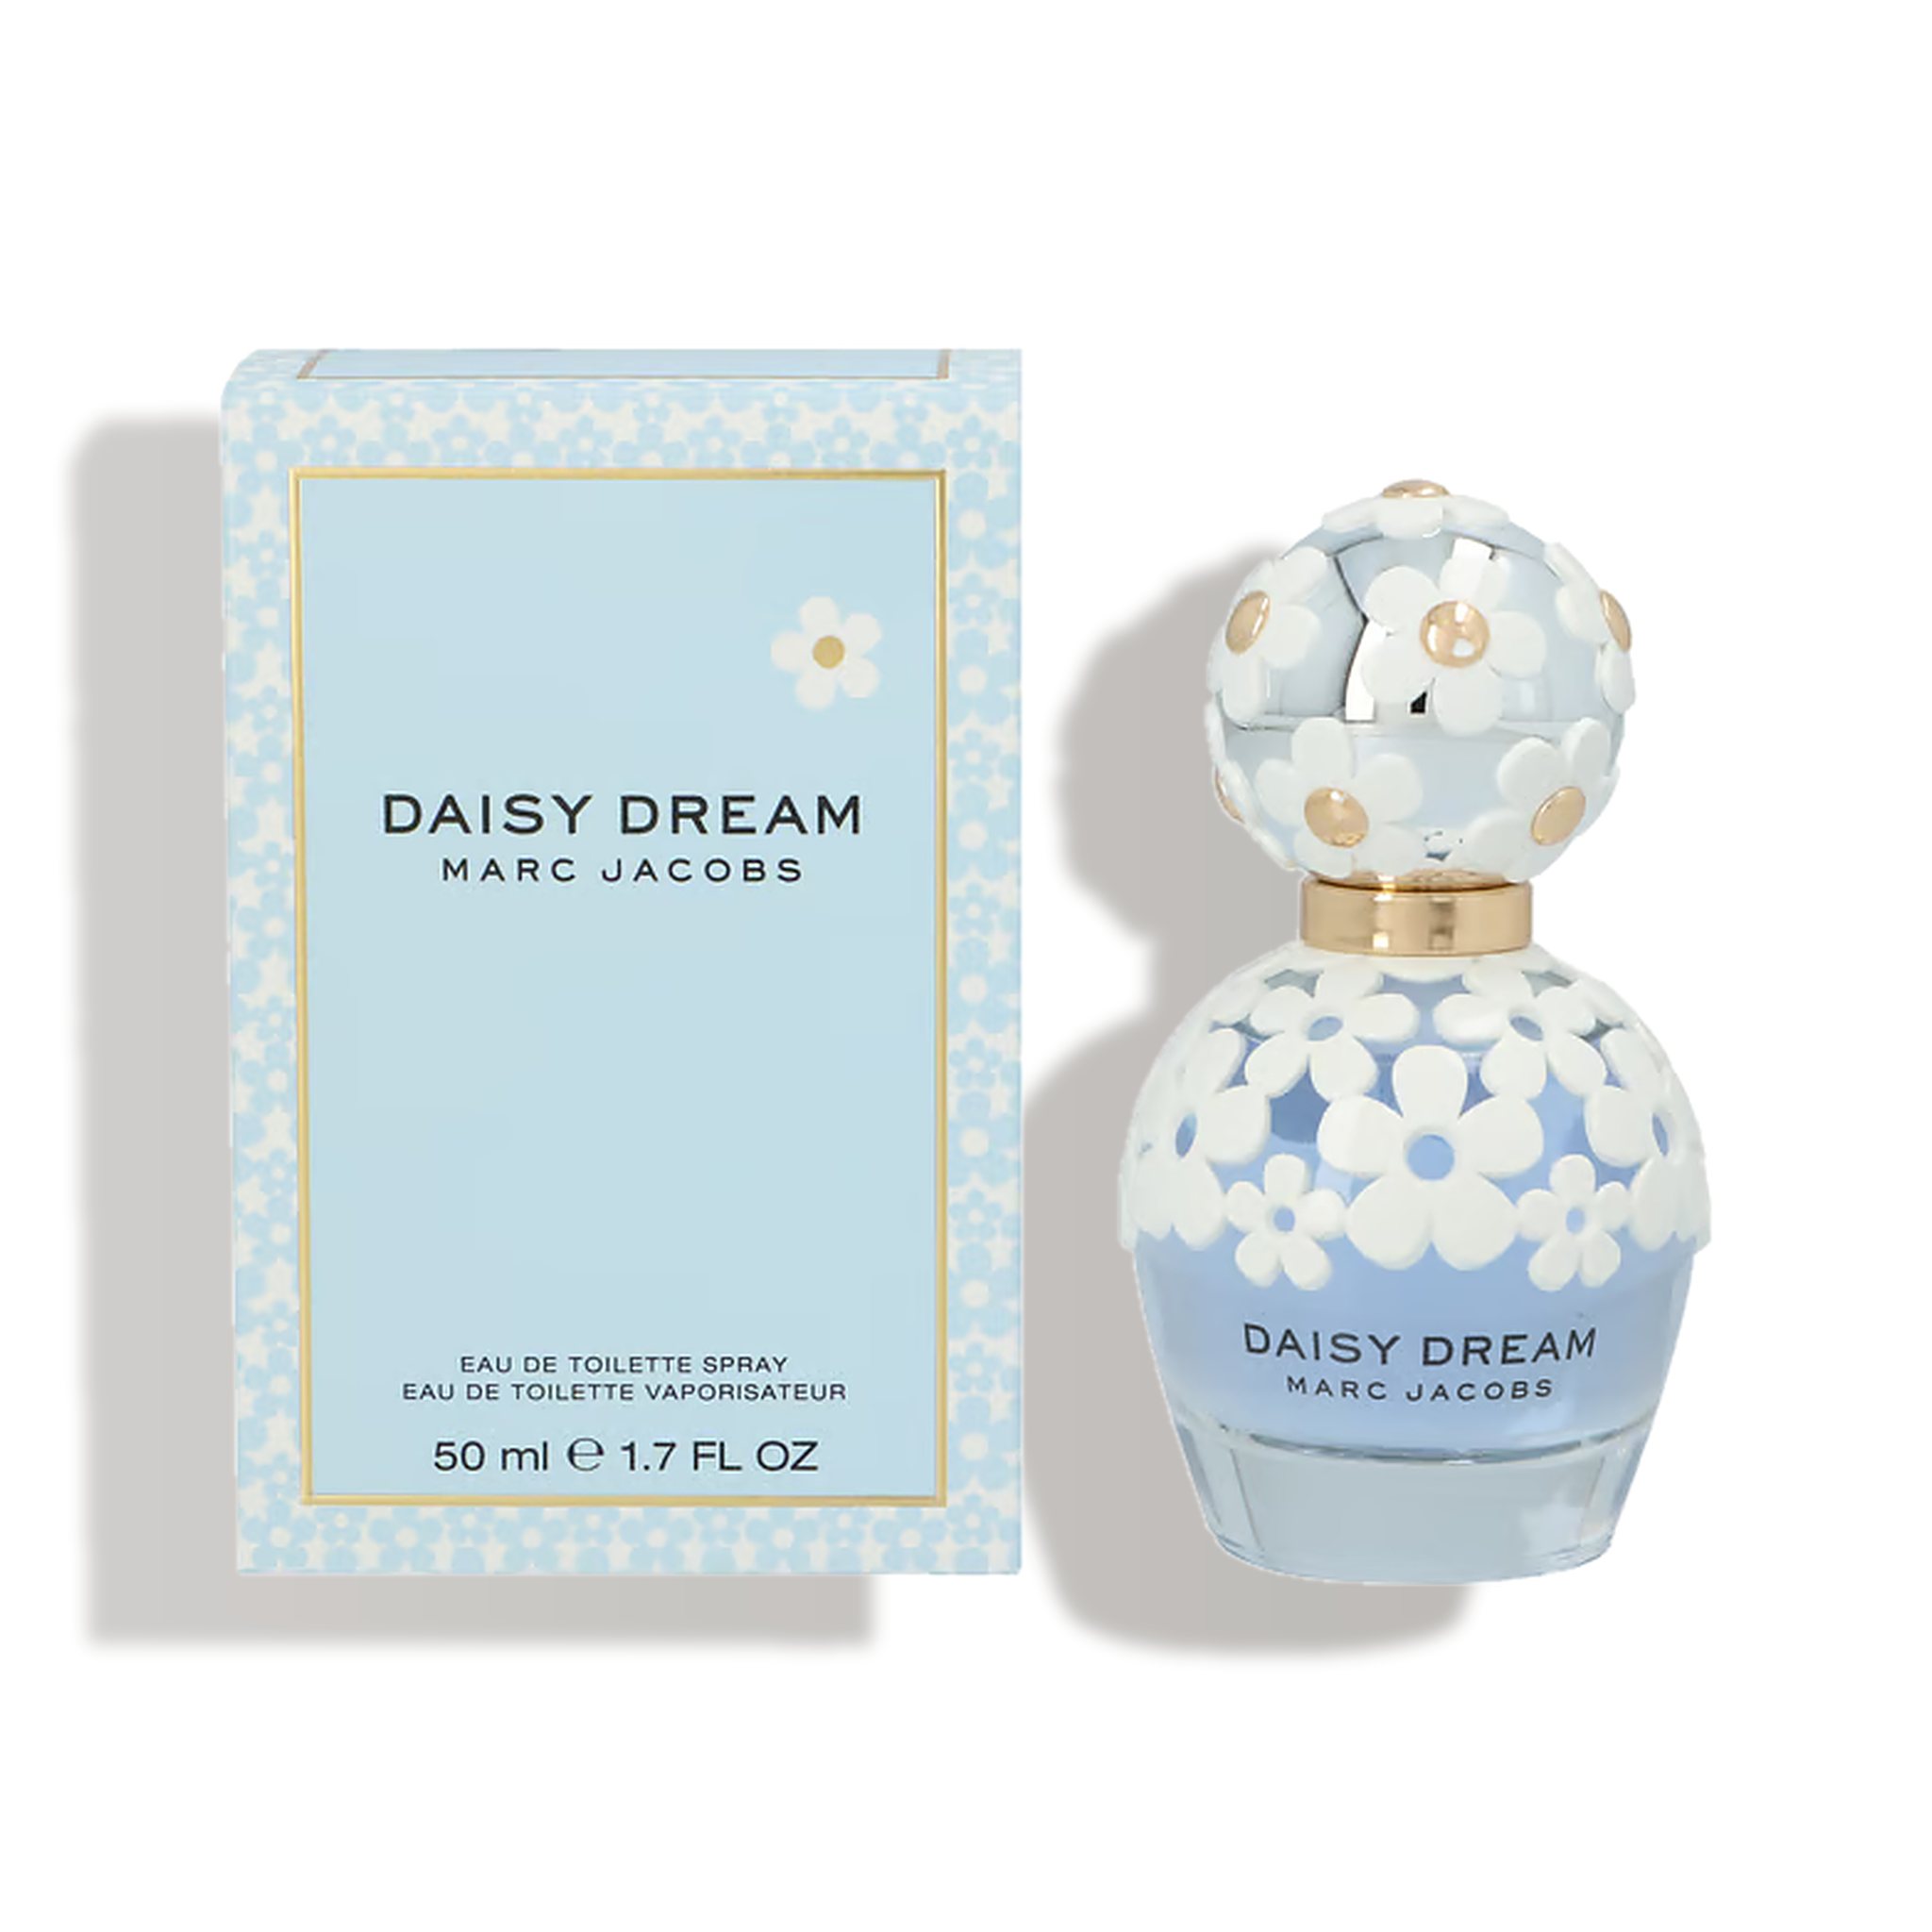 DAISY DREAM
MARC JACOBS
EAU DE TOILETTE SPRAY
EAU DE TOILETTE VAPORISATEUR
50 ml ℮ 1.7 FL OZ
DAISY DREAM
MARC JACOBS